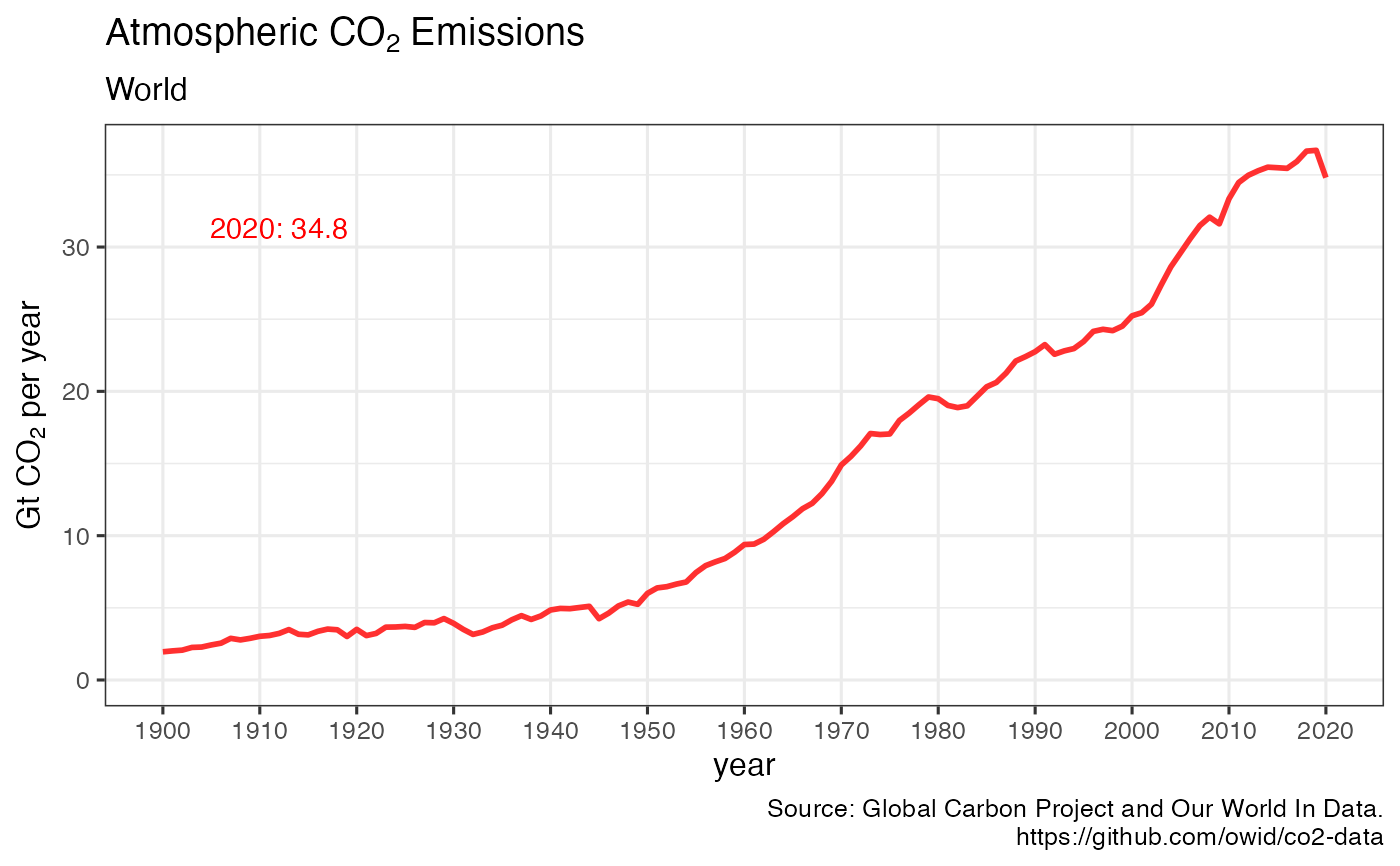 Atmospheric CO₂ Emissions
World
2020: 34.8
30
20
10
0
Gt CO₂ per year
1900 1910 1920 1930 1940 1950 1960 1970 1980 1990 2000 2010 2020
year
Source: Global Carbon Project and Our World In Data.
https://github.com/owid/co2-data